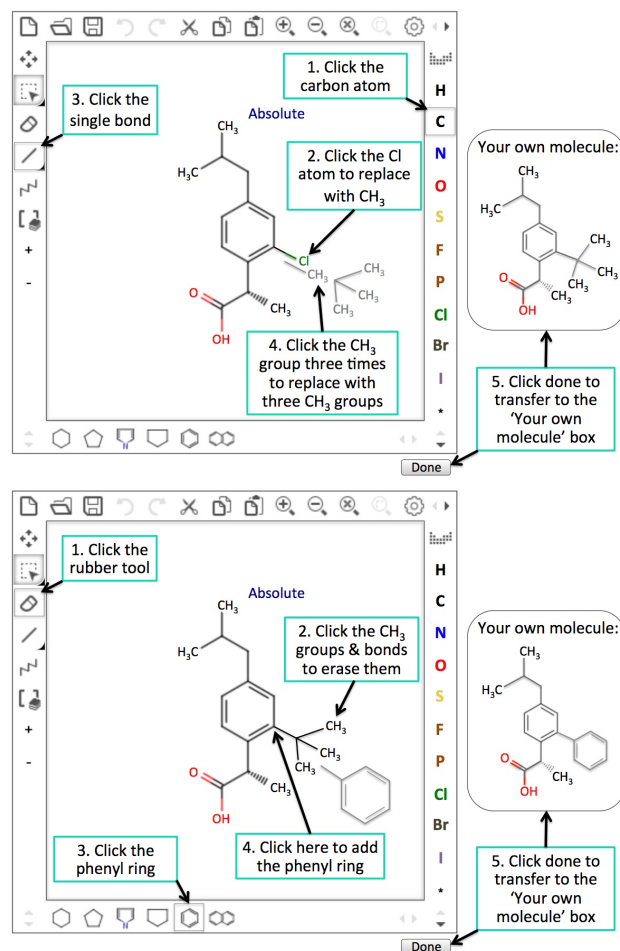 1. Click the
carbon atom
H
3. Click the
single bond
Absolute
C
CH₃
2. Click the Cl
atom to replace
with CH₃
N
Your own molecule:
CH₃
H₃C
O
H₃C
S
CH₃
+
F
CH₃
-
Cl
CH₃
CH₃
P
O
CH₃
CH₃
CH₃
CH₃
O
CH₃
OH
Cl
OH
4. Click the CH₃
group three times
to replace with
three CH₃ groups
Br
I
5. Click done to
transfer to the
‘Your own
molecule’ box
*
N
Done
1. Click the
rubber tool
H
Absolute
C
CH₃
2. Click the CH₃
groups & bonds
to erase them
N
Your own molecule:
CH₃
H₃C
O
H₃C
S
+
CH₃
F
CH₃
-
CH₃
P
O
CH₃
O
CH₃
OH
Cl
OH
3. Click the
phenyl ring
4. Click here to add
the phenyl ring
Br
I
5. Click done to
transfer to the
‘Your own
molecule’ box
*
N
Done